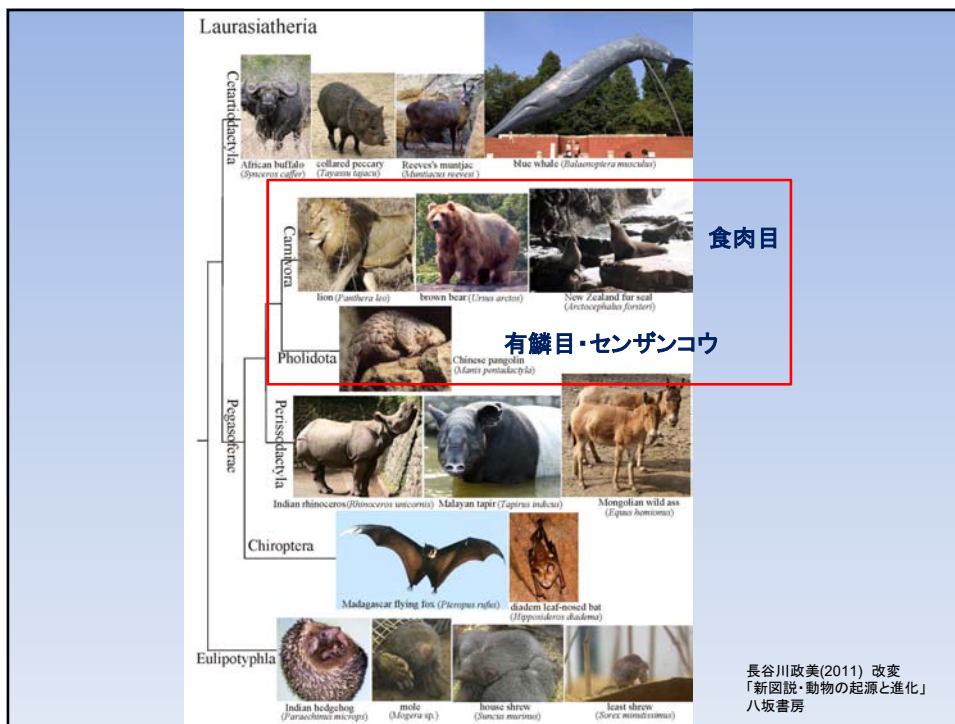 Laurasiatheria
Cetartiodactyla
African buffalo
(Synceros caffer)
collared peccary
(Tayassu tajacu)
Reeves's muntjac
(Muntiacus reevesi)
blue whale (Balaenoptera musculus)
Carnivora
食肉目
lion (Panthera leo)
brown bear (Ursus arctos)
New Zealand fur seal
(Arctocephalus forsteri)
Pholidota
有鱗目・センザンコウ
Chinese pangolin
(Manis pentadactyla)
Pegasoferae
Perissodactyla
Indian rhinoceros (Rhinoceros unicornis)
Malayan tapir (Tapirus indicus)
Mongolian wild ass
(Equus hemionus)
Chiroptera
Madagascar flying fox (Pteropus rufus)
diadem leaf-nosed bat
(Hipposideros diadema)
Eulipotyphla
Indian hedgehog
(Paraechinus microps)
mole
(Mogera sp.)
house shrew
(Suncus murinus)
least shrew
(Sorex minutissimus)
長谷川政美(2011) 改変
「新図説・動物の起源と進化」
八坂書房